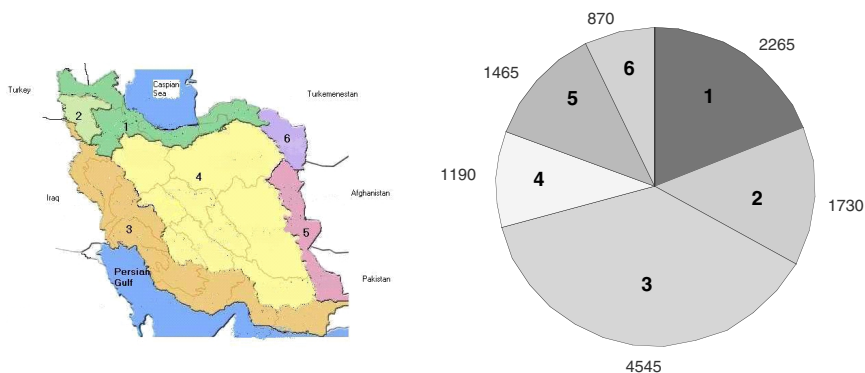 Turkey
Caspian
Sea
Turkemenestan
2
1
6
4
Iraq
Afghanistan
3
5
Persian
Gulf
Pakistan
870
2265
1465
6
1
5
1190
4
2
1730
3
4545